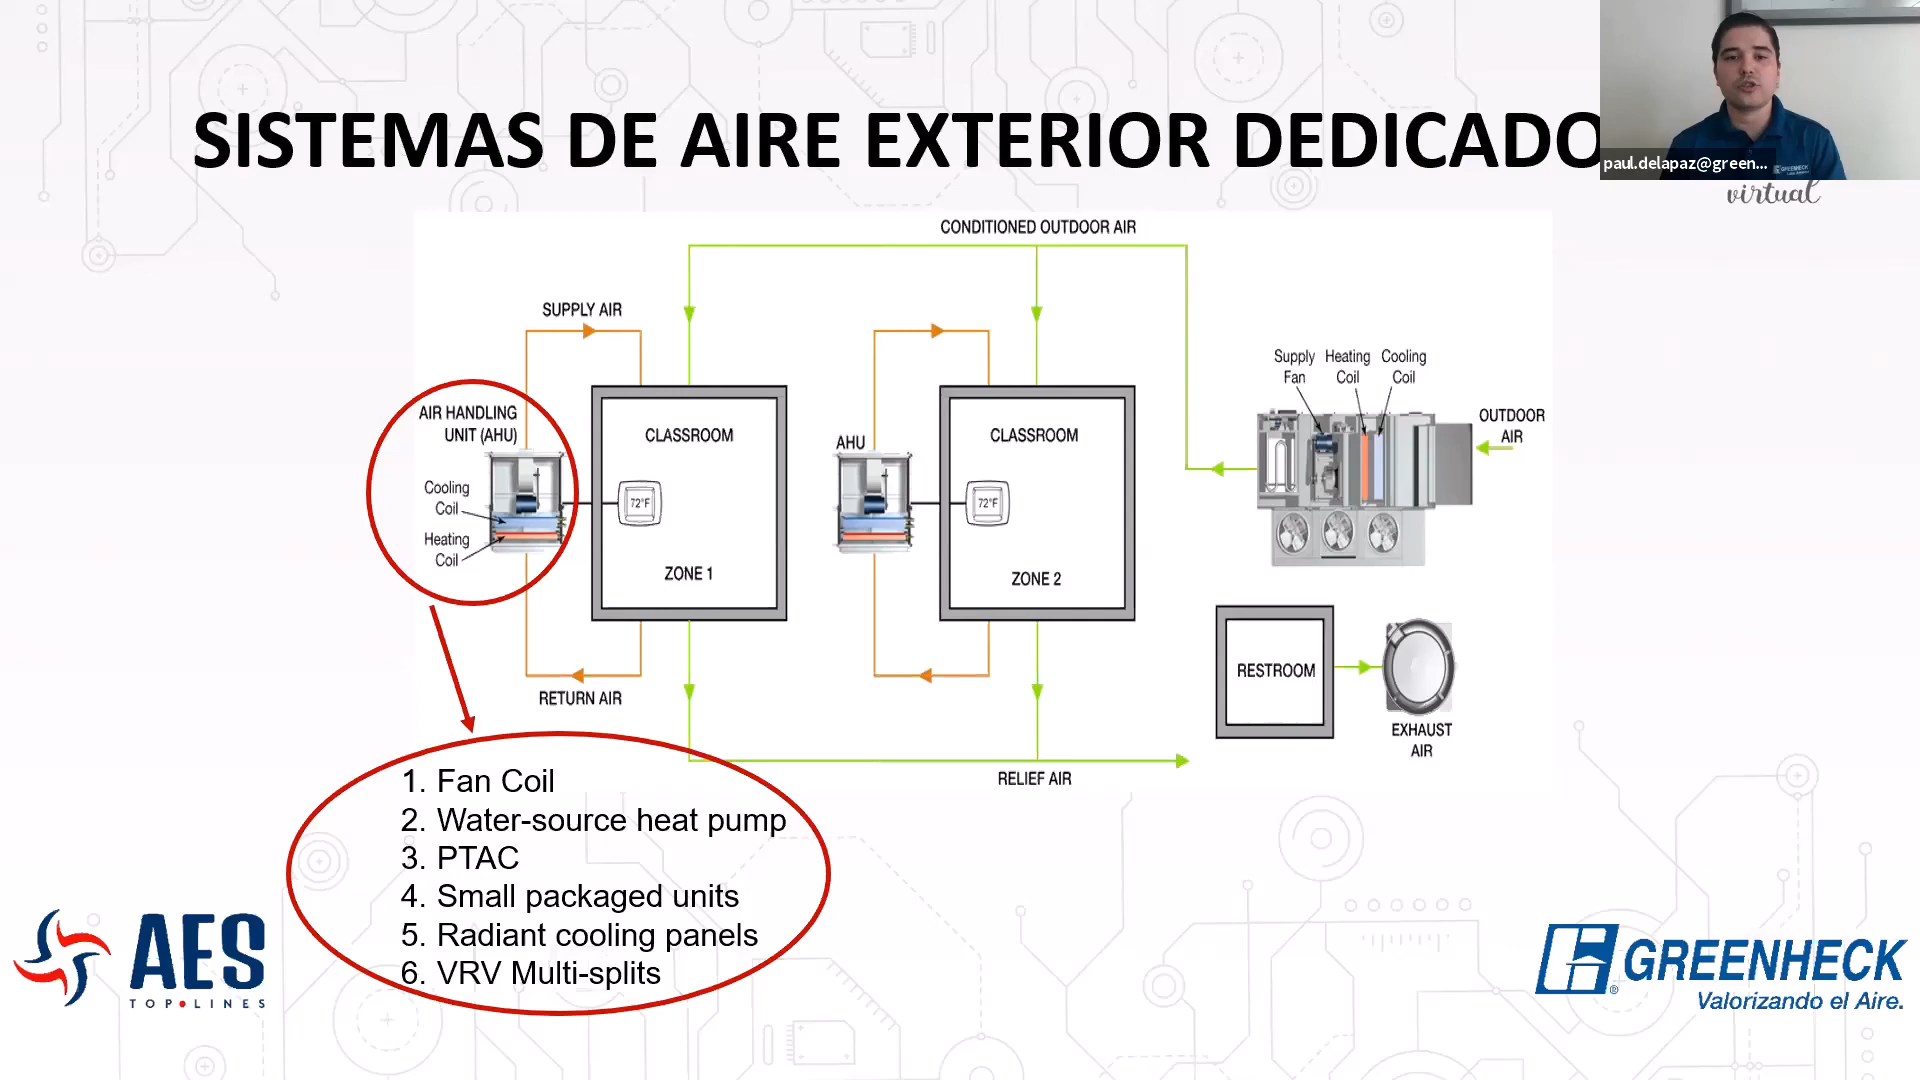 SISTEMAS DE AIRE EXTERIOR DEDICADO
paul.delapaz@green...
GREENHECK
virtual
CONDITIONED OUTDOOR AIR
SUPPLY AIR
Supply Fan
Heating Coil
Cooling Coil
OUTDOOR
AIR
AIR HANDLING
UNIT (AHU)
Cooling
Coil
Heating
Coil
CLASSROOM
72°F
ZONE 1
AHU
CLASSROOM
72°F
ZONE 2
RETURN AIR
RESTROOM
EXHAUST
AIR
RELIEF AIR
1. Fan Coil
2. Water-source heat pump
3. PTAC
4. Small packaged units
5. Radiant cooling panels
6. VRV Multi-splits
AES
TOP•LINES
GREENHECK
®
Valorizando el Aire.